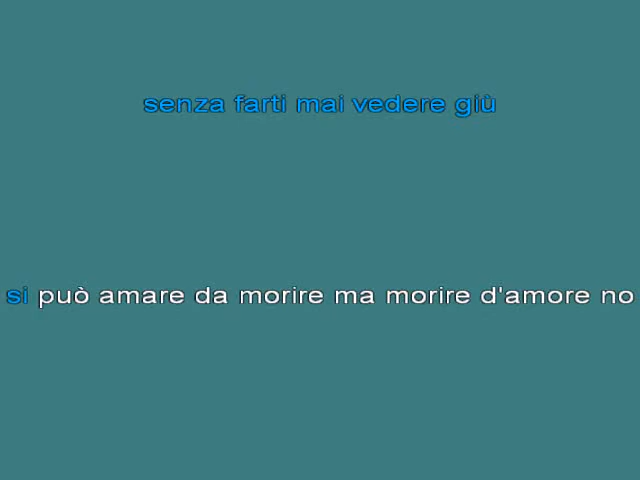 senza farti mai vedere giù
si può amare da morire ma morire d'amore no